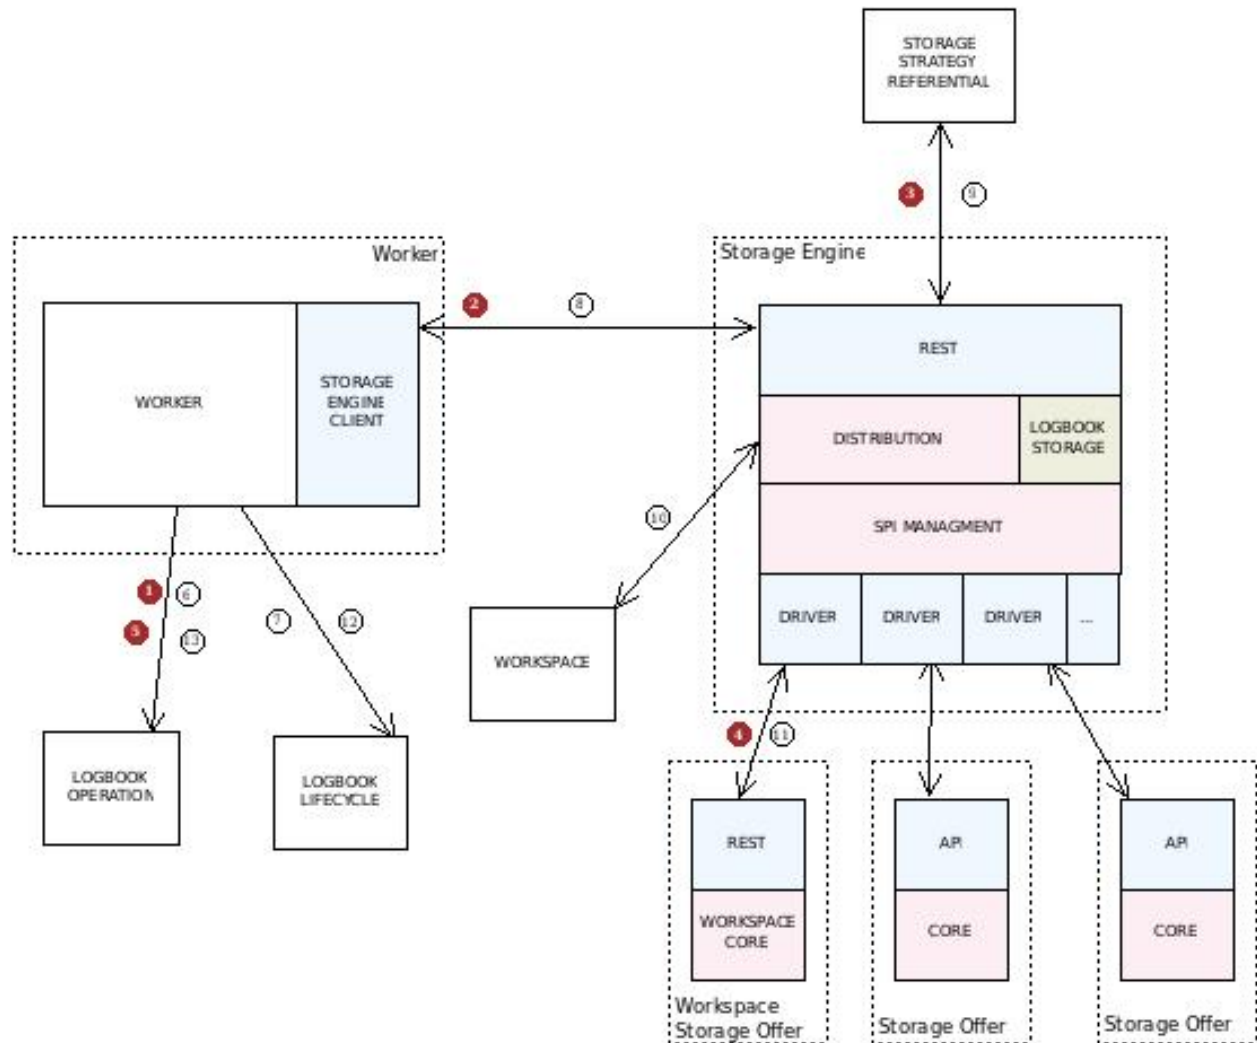 STORAGE
STRATEGY
REFERENTIAL
3
9
Worker
Storage Engine
2
8
WORKER
STORAGE
ENGINE
CLIENT
REST
DISTRIBUTION
LOGBOOK
STORAGE
SPI MANAGMENT
10
DRIVER
DRIVER
DRIVER
...
1
6
5
13
7
12
WORKSPACE
4
11
LOGBOOK
OPERATION
LOGBOOK
LIFECYCLE
REST
WORKSPACE
CORE
Workspace
Storage Offer
API
CORE
Storage Offer
API
CORE
Storage Offer